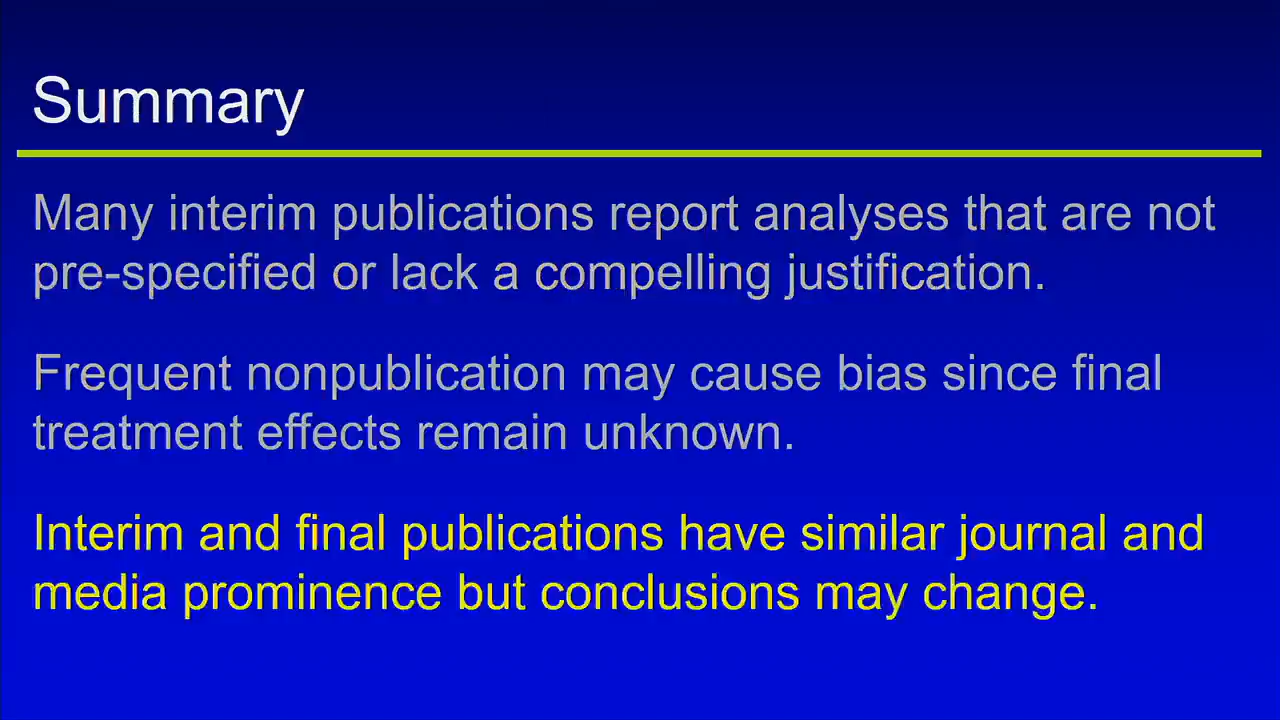 Summary
Many interim publications report analyses that are not
pre-specified or lack a compelling justification.
Frequent nonpublication may cause bias since final
treatment effects remain unknown.
Interim and final publications have similar journal and
media prominence but conclusions may change.